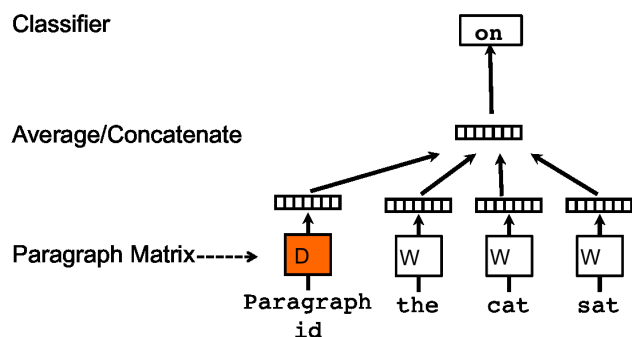 Classifier
on
Average/Concatenate
Paragraph Matrix
D
W
W
W
Paragraph
id
the
cat
sat